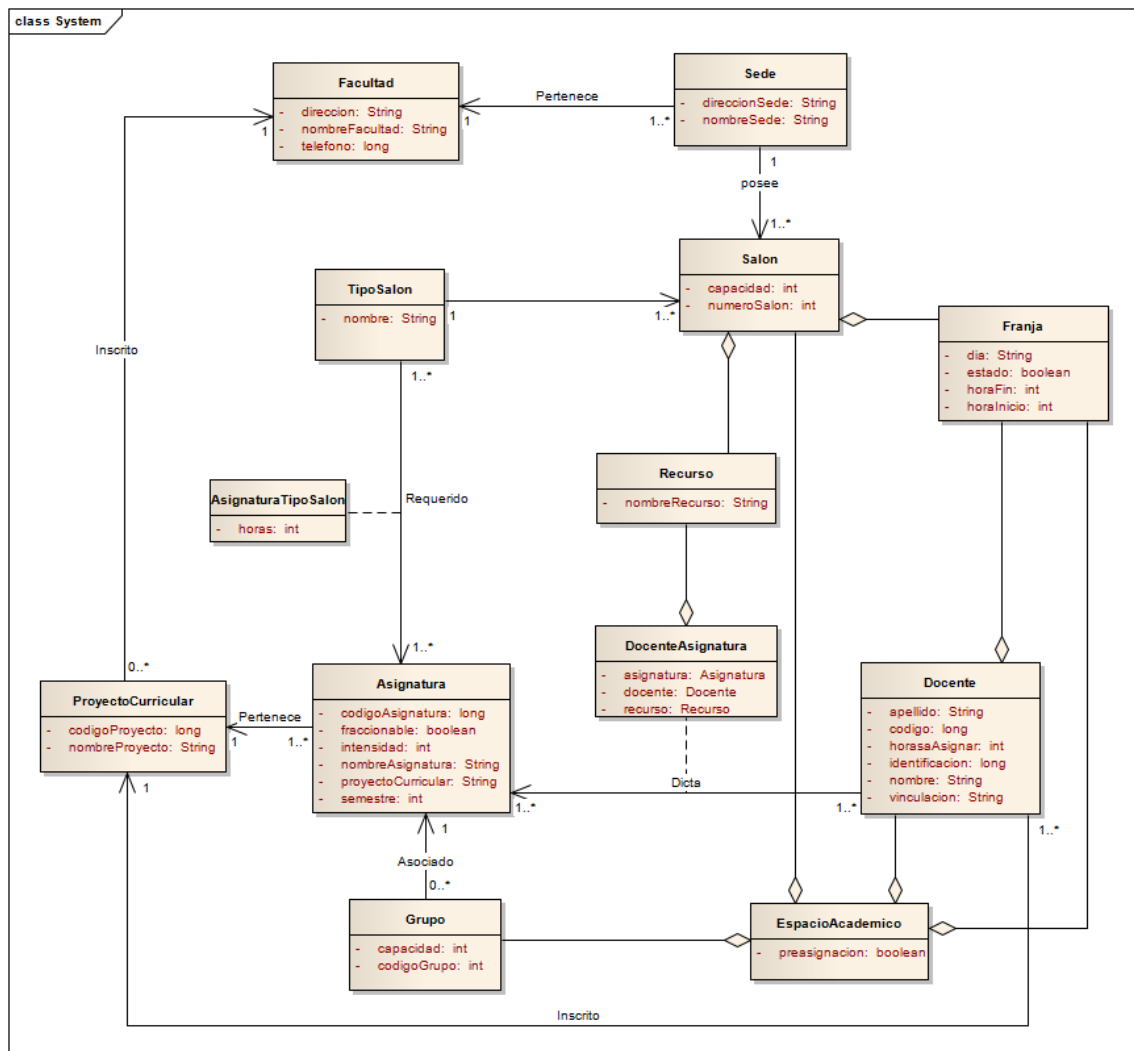 class System
Facultad
- direccion: String
- nombreFacultad: String
- telefono: long
Sede
- direccionSede: String
- nombreSede: String
Pertenece
1
1..*
1
posee
1..*
1
Salón
- capacidad: int
- numeroSalon: int
TipoSalon
- nombre: String
1
1..*
1..*
Franja
- dia: String
- estado: boolean
- horaFin: int
- horaInicio: int
Inscrito
Recurso
- nombreRecurso: String
AsignaturaTipoSalon
- horas: int
Requerido
DocenteAsignatura
- asignatura: Asignatura
- docente: Docente
- recurso: Recurso
1..*
0..*
ProyectoCurricular
- codigoProyecto: long
- nombreProyecto: String
Pertenece
1
1..*
Asignatura
- codigoAsignatura: long
- fraccionable: boolean
- intensidad: int
- nombreAsignatura: String
- proyectoCurricular: String
- semestre: int
Docente
- apellido: String
- codigo: long
- horasaAsignar: int
- identificacion: long
- nombre: String
- vinculacion: String
Dicta
1..*
1..*
1
1
1..*
Asociado
0..*
Grupo
- capacidad: int
- codigoGrupo: int
EspacioAcademico
- preasignacion: boolean
Inscrito